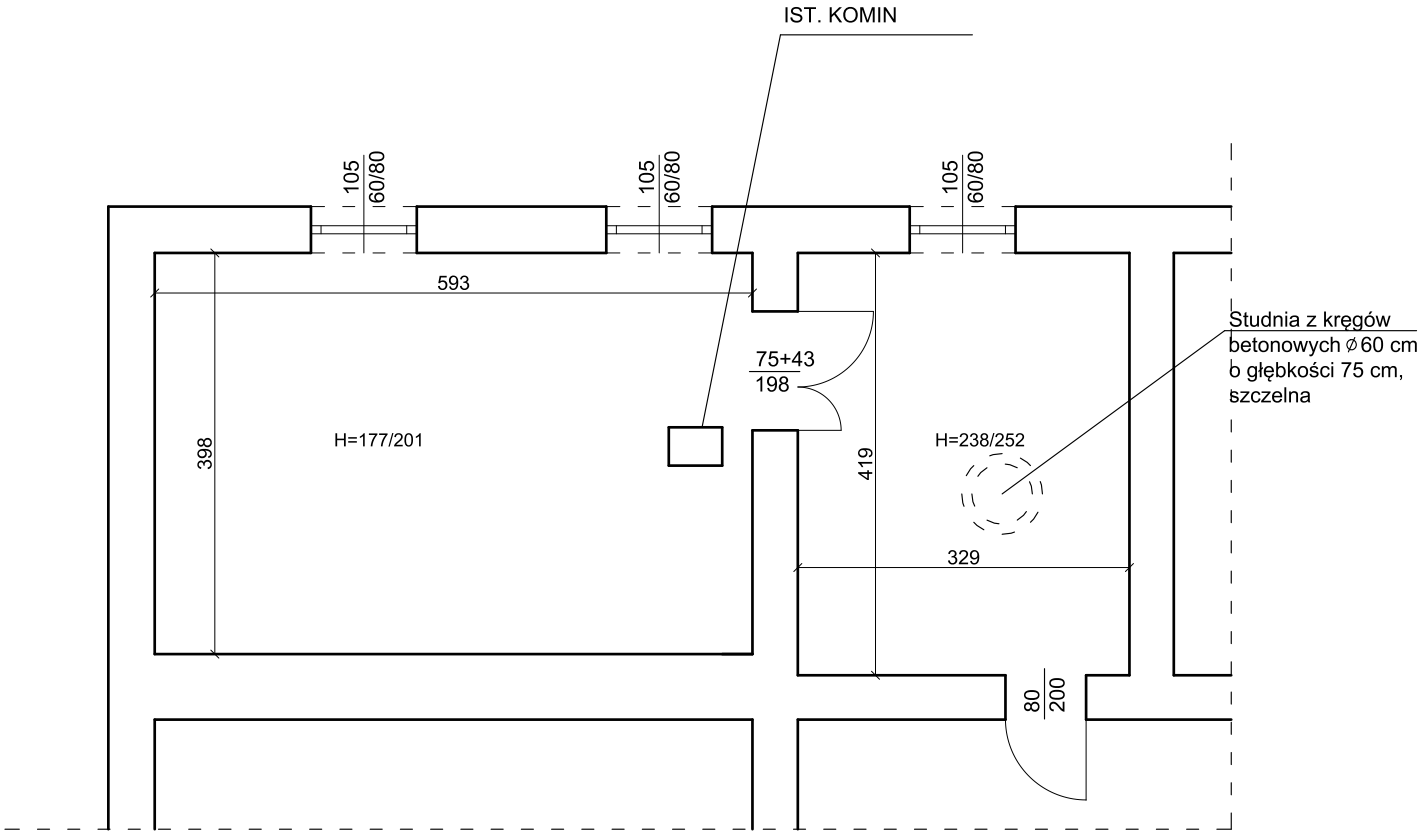 IST. KOMIN
105
60/80
105
60/80
105
60/80
593
Studnia z kręgów
betonowych ⌀60 cm
o głębkości 75 cm,
szczelna
75+43
198
H=177/201
398
H=238/252
419
329
80
200